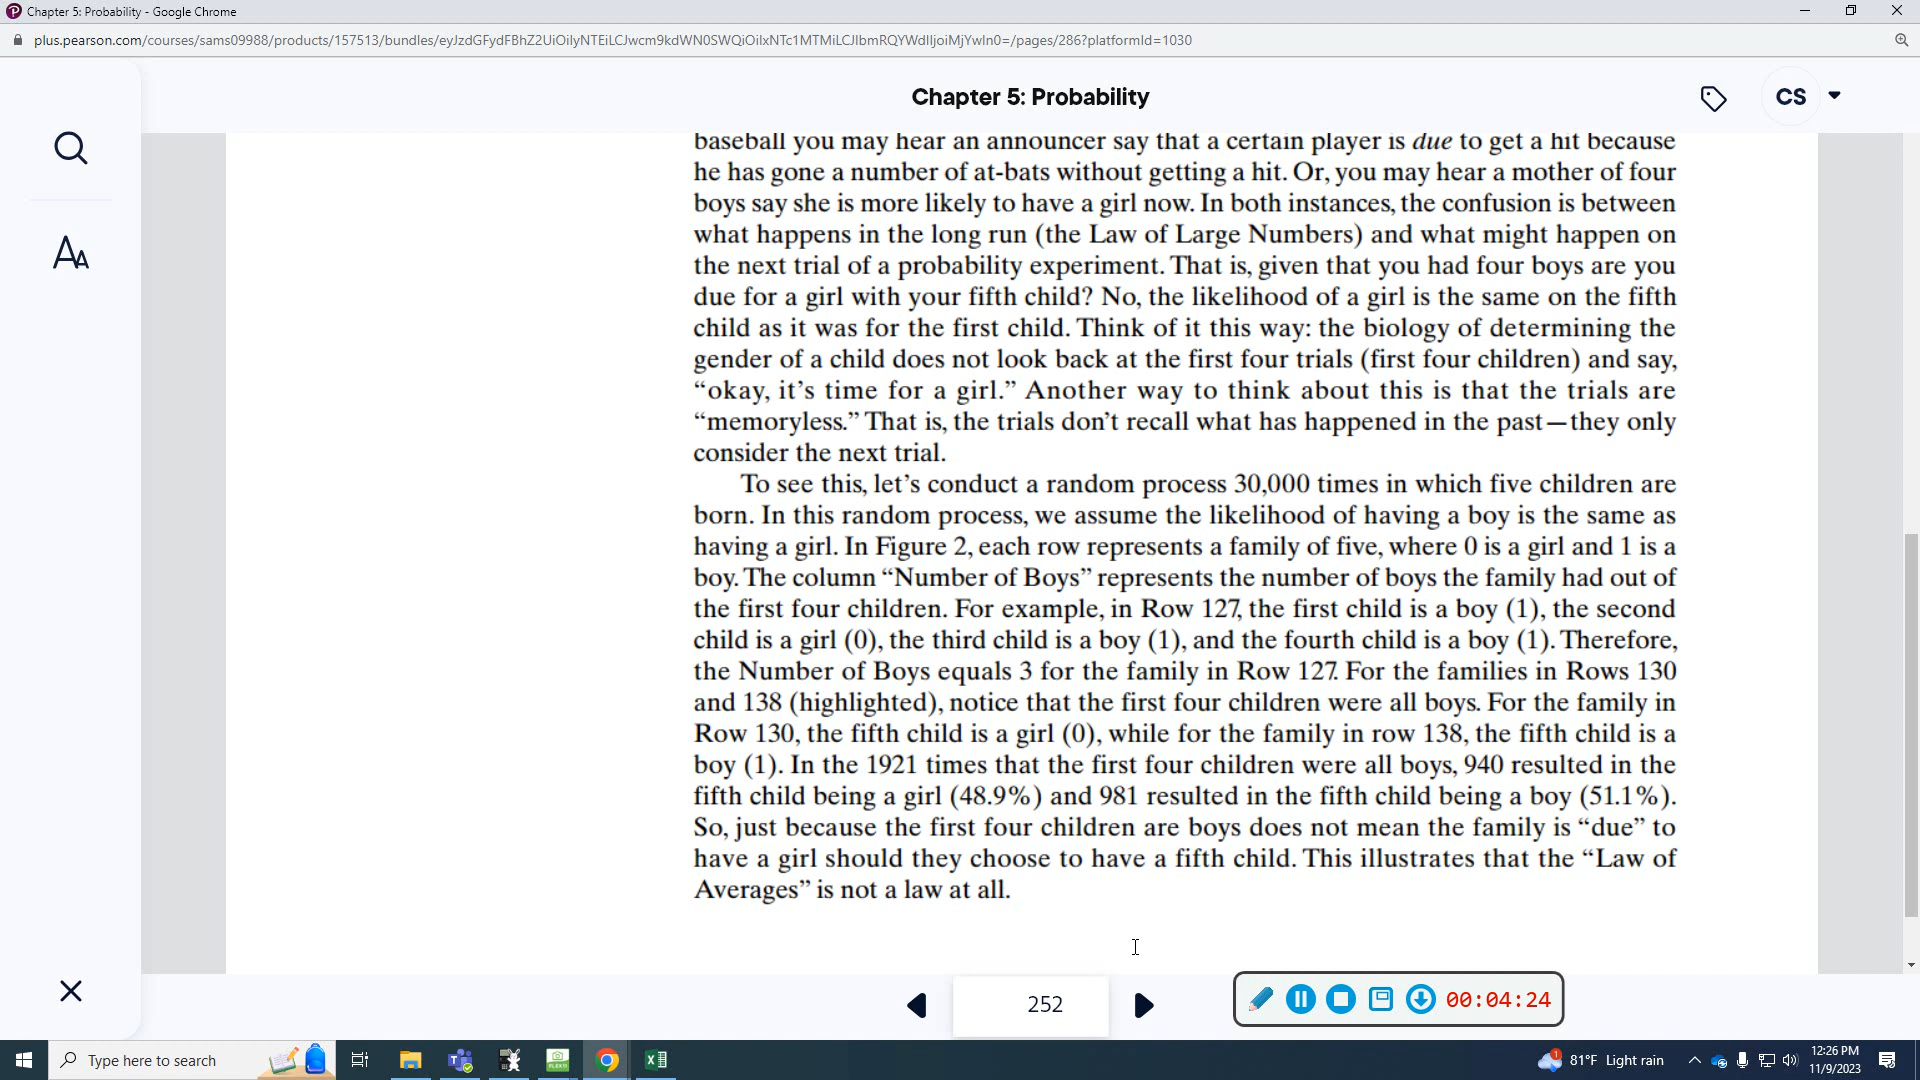 Chapter 5: Probability - Google Chrome
Chapter 5: Probability
CS
baseball you may hear an announcer say that a certain player is due to get a hit because
he has gone a number of at-bats without getting a hit. Or, you may hear a mother of four
boys say she is more likely to have a girl now. In both instances, the confusion is between
what happens in the long run (the Law of Large Numbers) and what might happen on
the next trial of a probability experiment. That is, given that you had four boys are you
due for a girl with your fifth child? No, the likelihood of a girl is the same on the fifth
child as it was for the first child. Think of it this way: the biology of determining the
gender of a child does not look back at the first four trials (first four children) and say,
“okay, it’s time for a girl.” Another way to think about this is that the trials are
“memoryless.” That is, the trials don’t recall what has happened in the past—they only
consider the next trial.
To see this, let’s conduct a random process 30,000 times in which five children are
born. In this random process, we assume the likelihood of having a boy is the same as
having a girl. In Figure 2, each row represents a family of five, where 0 is a girl and 1 is a
boy. The column “Number of Boys” represents the number of boys the family had out of
the first four children. For example, in Row 127, the first child is a boy (1), the second
child is a girl (0), the third child is a boy (1), and the fourth child is a boy (1). Therefore,
the Number of Boys equals 3 for the family in Row 127. For the families in Rows 130
and 138 (highlighted), notice that the first four children were all boys. For the family in
Row 130, the fifth child is a girl (0), while for the family in row 138, the fifth child is a
boy (1). In the 1921 times that the first four children were all boys, 940 resulted in the
fifth child being a girl (48.9%) and 981 resulted in the fifth child being a boy (51.1%).
So, just because the first four children are boys does not mean the family is “due” to
have a girl should they choose to have a fifth child. This illustrates that the “Law of
Averages” is not a law at all.
252
00:04:24
Type here to search
81°F Light rain
12:26 PM
11/9/2023